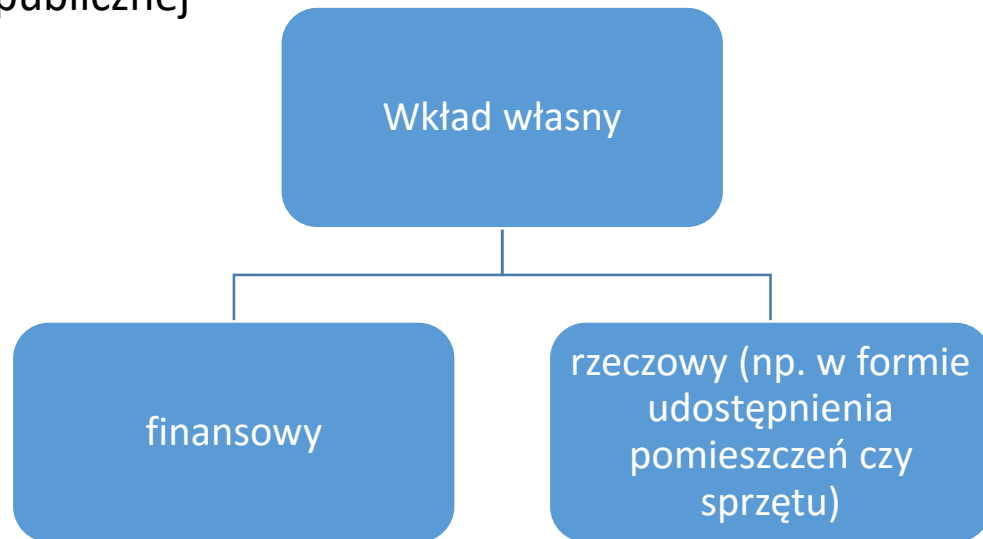 publicznej
Wkład własny
finansowy
rzeczowy (np. w formie
udostępnienia
pomieszczeń czy
sprzętu)